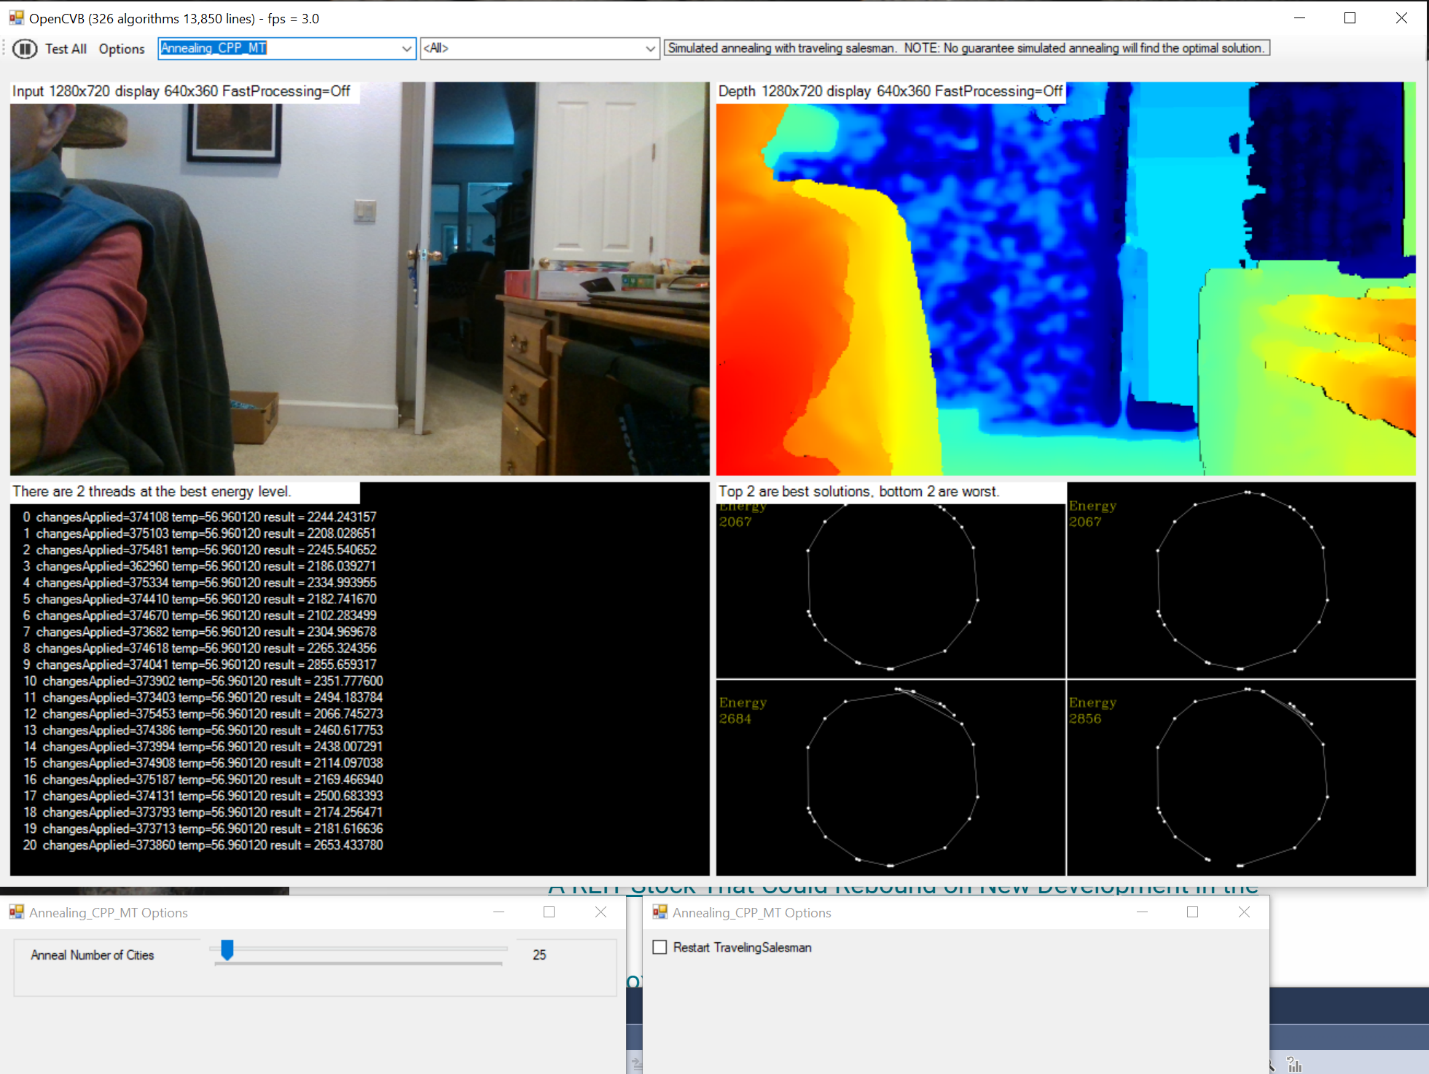 OpenCVB (326 algorithms 13,850 lines) - fps = 3.0
Test All Options Annealing_CPP_MT <All> Simulated annealing with traveling salesman. NOTE: No guarantee simulated annealing will find the optimal solution.
Input 1280x720 display 640x360 FastProcessing=Off
Depth 1280x720 display 640x360 FastProcessing=Off
There are 2 threads at the best energy level.
0 changesApplied=374108 temp=56.960120 result = 2244.243157
1 changesApplied=375103 temp=56.960120 result = 2208.028651
2 changesApplied=375481 temp=56.960120 result = 2245.540652
3 changesApplied=362960 temp=56.960120 result = 2186.039271
4 changesApplied=375334 temp=56.960120 result = 2334.993955
5 changesApplied=374410 temp=56.960120 result = 2182.741670
6 changesApplied=374670 temp=56.960120 result = 2102.283499
7 changesApplied=373682 temp=56.960120 result = 2304.969678
8 changesApplied=374618 temp=56.960120 result = 2265.324356
9 changesApplied=374041 temp=56.960120 result = 2855.659317
10 changesApplied=373902 temp=56.960120 result = 2351.777600
11 changesApplied=373403 temp=56.960120 result = 2494.183784
12 changesApplied=375453 temp=56.960120 result = 2066.745273
13 changesApplied=374386 temp=56.960120 result = 2460.617753
14 changesApplied=373994 temp=56.960120 result = 2438.007291
15 changesApplied=374908 temp=56.960120 result = 2114.097038
16 changesApplied=375187 temp=56.960120 result = 2169.466940
17 changesApplied=374131 temp=56.960120 result = 2500.683393
18 changesApplied=373793 temp=56.960120 result = 2174.256471
19 changesApplied=373713 temp=56.960120 result = 2181.616636
20 changesApplied=373860 temp=56.960120 result = 2653.433780
Top 2 are best solutions, bottom 2 are worst.
Energy
2067
Energy
2067
Energy
2684
Energy
2856
A REIT Stock That Could Rebound on New Development in the
Annealing_CPP_MT Options
Anneal Number of Cities 25
Annealing_CPP_MT Options
Restart TravelingSalesman